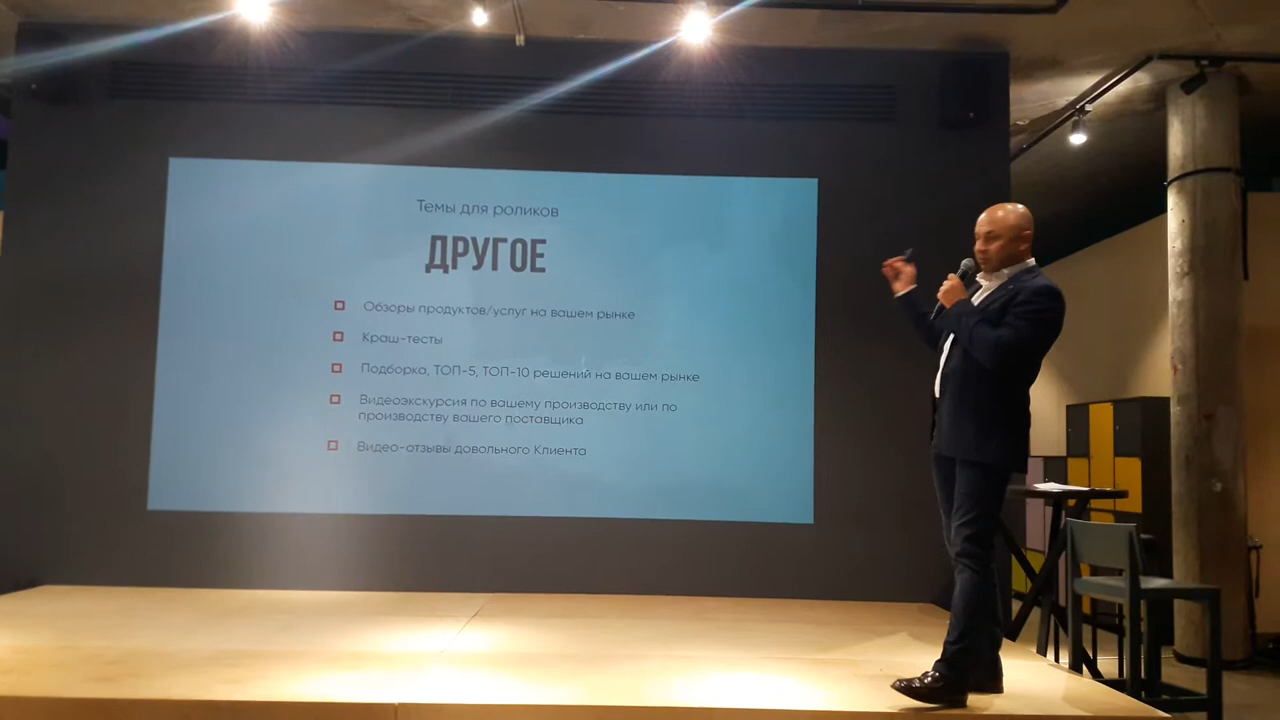 Темы для роликов
ДРУГОЕ
Обзоры продуктов/услуг на вашем рынке
Краш-тесты
Подборка, ТОП-5, ТОП-10 решений на вашем рынке
Видеоэкскурсия по вашему производству или по
производству вашего поставщика
Видео-отзывы довольного Клиента